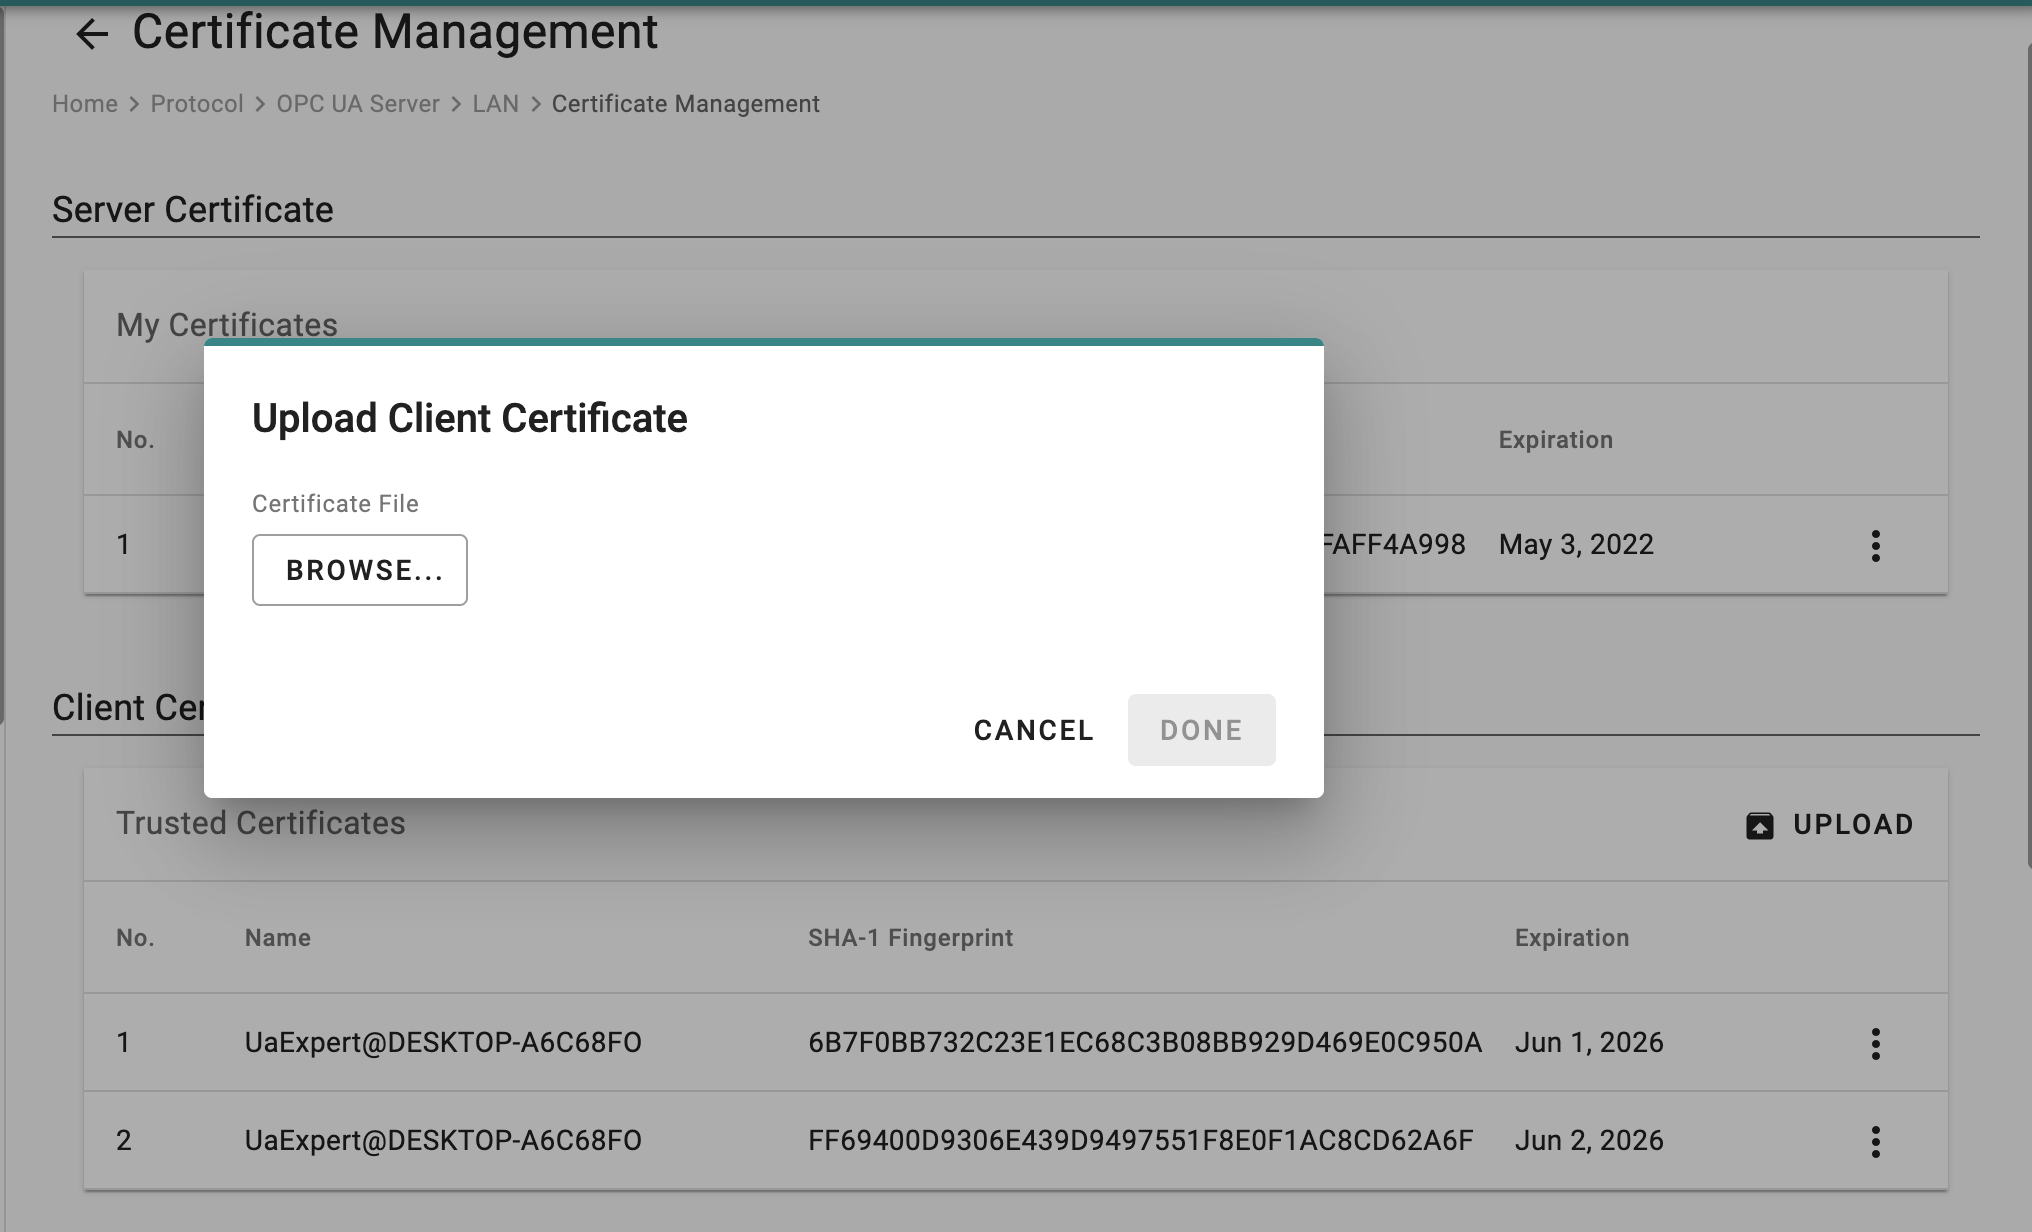 Certificate Management
Home > Protocol > OPC UA Server > LAN > Certificate Management
Server Certificate
My Certificates
No. Expiration
1 FAFF4A998 May 3, 2022
Upload Client Certificate
Certificate File
BROWSE...
CANCEL DONE
Client Cer
Trusted Certificates UPLOAD
No. Name SHA-1 Fingerprint Expiration
1 UaExpert@DESKTOP-A6C68FO 6B7F0BB732C23E1EC68C3B08BB929D469E0C950A Jun 1, 2026
2 UaExpert@DESKTOP-A6C68FO FF69400D9306E439D9497551F8E0F1AC8CD62A6F Jun 2, 2026